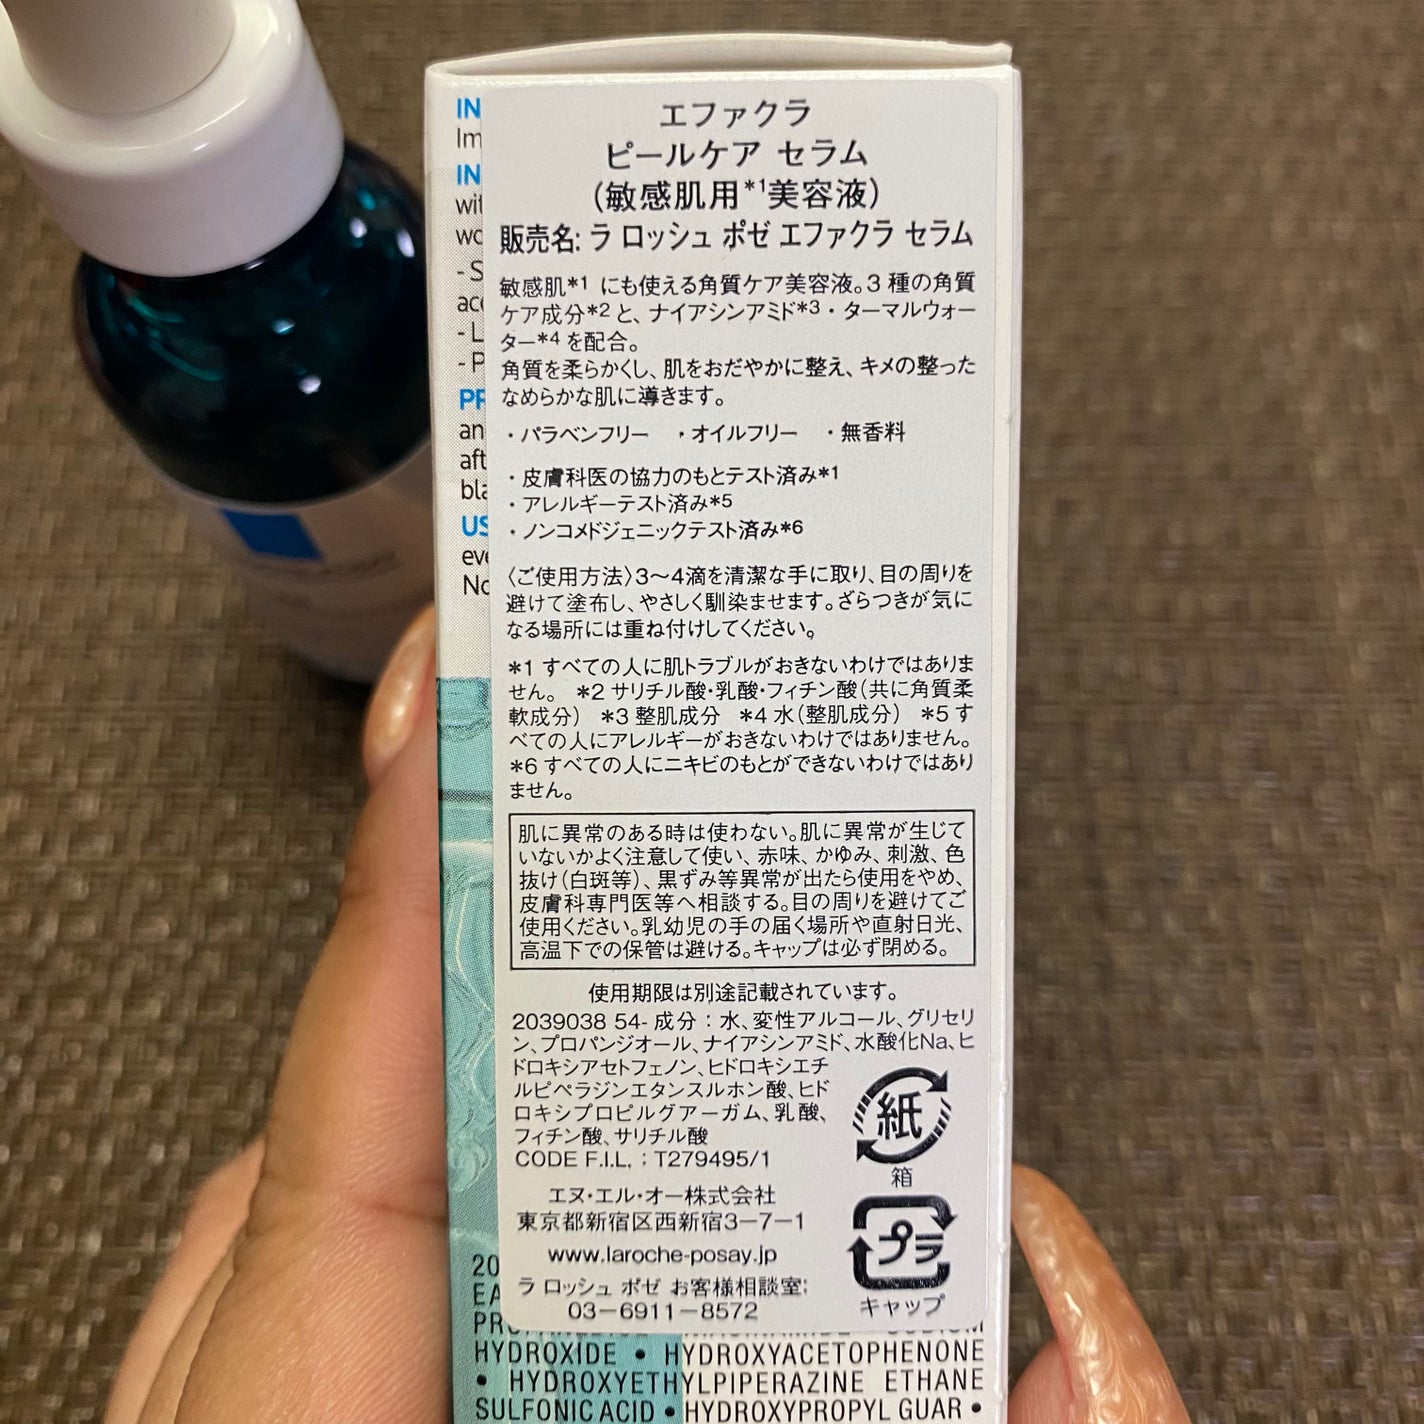 エファクラ
ピールケア セラム
(敏感肌用*1美容液)
販売名: ラ ロッシュ ポゼ エファクラ セラム
敏感肌*1 にも使える角質ケア美容液。3 種の角質
ケア成分*2 と、ナイアシンアミド*3・ターマルウォー
ター*4 を配合。
角質を柔らかくし、肌をおだやかに整え、キメの整った
なめらかな肌に導きます。
・パラベンフリー ・オイルフリー ・無香料
・皮膚科医の協力のもとテスト済み*1
・アレルギーテスト済み*5
・ノンコメドジェニックテスト済み*6
〈ご使用方法〉3〜4滴を清潔な手に取り、目の周りを
避けて塗布し、やさしく馴染ませます。ざらつきが気に
なる場所には重ね付けしてください。
*1 すべての人に肌トラブルがおきないわけではありま
せん。 *2 サリチル酸・乳酸・フィチン酸(共に角質柔
軟成分) *3 整肌成分 *4 水(整肌成分) *5 す
べての人にアレルギーがおきないわけではありません。
*6 すべての人にニキビのもとができないわけではあり
ません。
肌に異常のある時は使わない。肌に異常が生じて
いないかよく注意して使い、赤味、かゆみ、刺激、色
抜け(白斑等)、黒ずみ等異常が出たら使用をやめ、
皮膚科専門医等へ相談する。目の周りを避けてご
使用ください。乳幼児の手の届く場所や直射日光、
高温下での保管は避ける。キャップは必ず閉める。
使用期限は別途記載されています。
2039038 54- 成分：水、変性アルコール、グリセリ
ン、プロパンジオール、ナイアシンアミド、水酸化Na、ヒ
ドロキシアセトフェノン、ヒドロキシエチ
ルピペラジンエタンスルホン酸、ヒド
ロキシプロピルグアーガム、乳酸、
フィチン酸、サリチル酸
CODE F.I.L. : T279495/1
エヌ・エル・オー株式会社
東京都新宿区西新宿3−7−1
www.laroche-posay.jp
ラ ロッシュ ポゼ お客様相談室:
03−6911−8572
紙
箱
プラ
キャップ
HYDROXIDE • HYDROXYACETOPHENONE
• HYDROXYETHYLPIPERAZINE ETHANE
SULFONIC ACID • HYDROXYPROPYL GUAR •